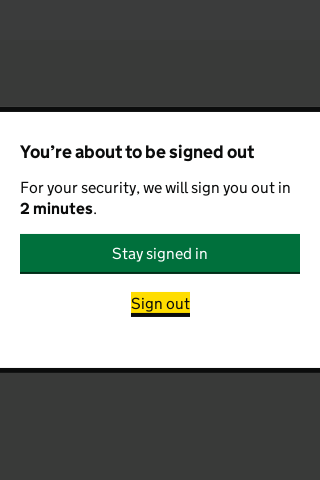 You’re about to be signed out
For your security, we will sign you out in
2 minutes.
Stay signed in
Sign out